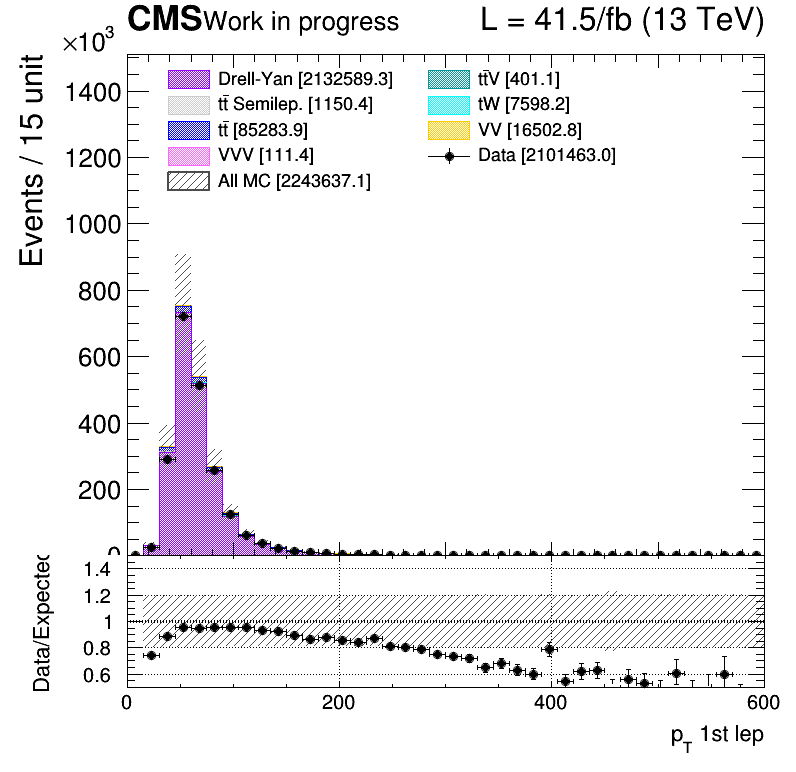 CMS Work in progress L = 41.5/fb (13 TeV)
×10³
Events / 15 unit
1400
1200
1000
800
600
400
200
0
Drell-Yan [2132589.3]
tt̄ Semilep. [1150.4]
tt̄ [85283.9]
VVV [111.4]
All MC [2243637.1]
tt̄V [401.1]
tW [7598.2]
VV [16502.8]
Data [2101463.0]
Data/Expected
1.4
1.2
1
0.8
0.6
0 200 400 600
p_T 1st lep